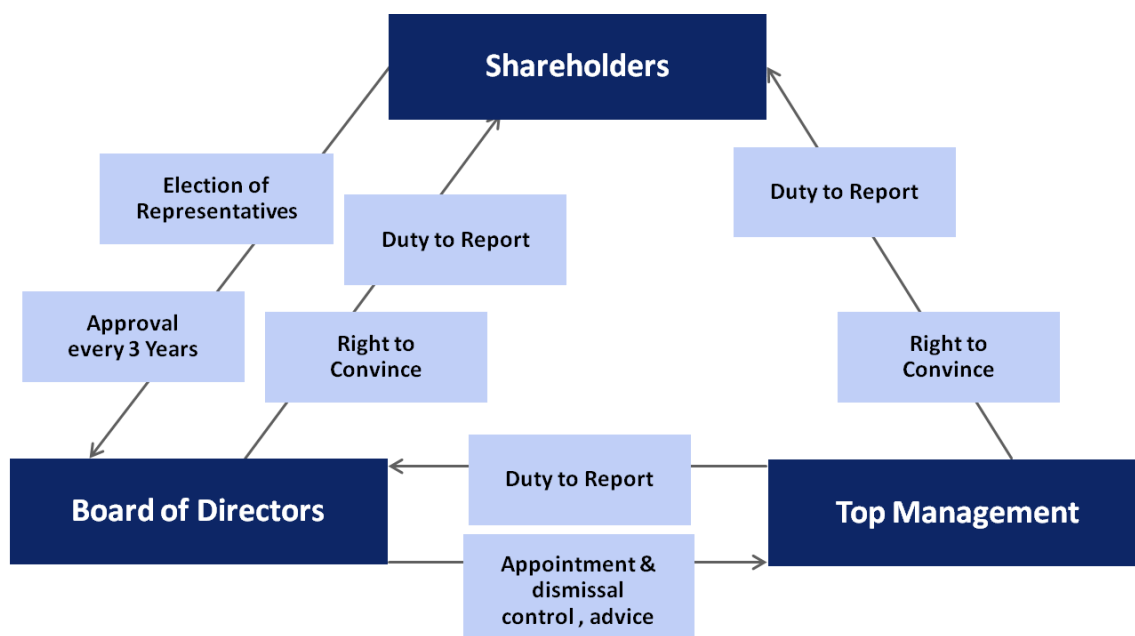 Shareholders
Election of
Representatives
Duty to Report
Duty to Report
Approval
every 3 Years
Right to
Convince
Right to
Convince
Board of Directors
Duty to Report
Top Management
Appointment &
dismissal
control , advice